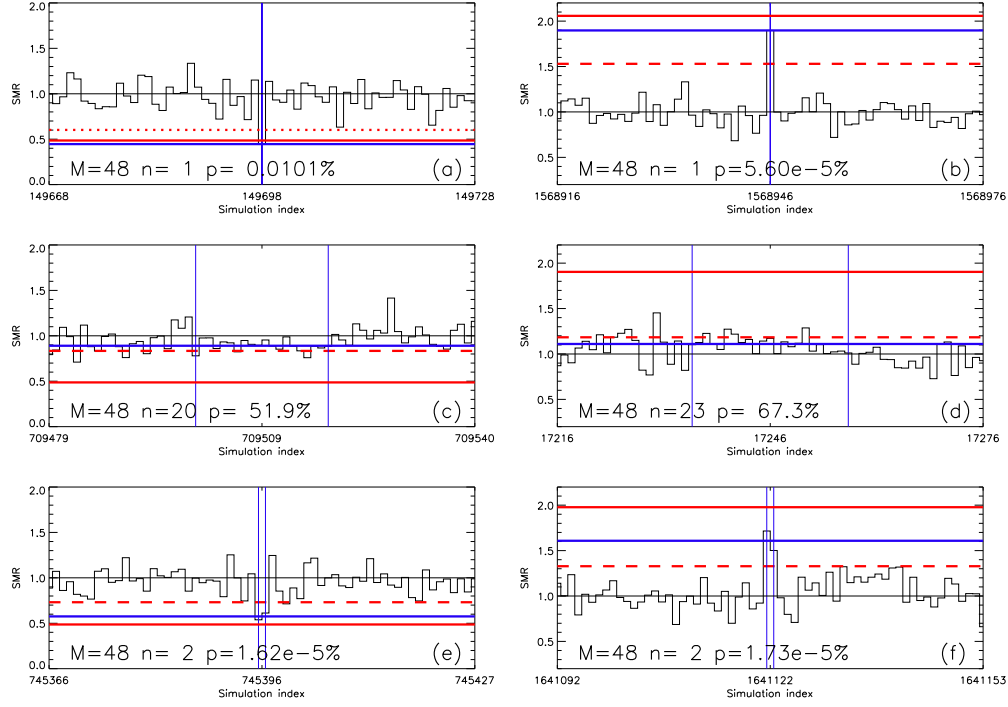 2.0
1.5
1.0
0.5
0.0
SMR
M=48 n= 1 p= 0.0101%
(a)
149668
149698
149728
Simulation index
2.0
1.5
1.0
0.5
SMR
M=48 n= 1 p=5.60e−5%
(b)
1568916
1568946
1568976
Simulation index
2.0
1.5
1.0
0.5
0.0
SMR
M=48 n=20 p= 51.9%
(c)
709479
709509
709540
Simulation index
2.0
1.5
1.0
0.5
SMR
M=48 n=23 p= 67.3%
(d)
17216
17246
17276
Simulation index
2.0
1.5
1.0
0.5
0.0
SMR
M=48 n= 2 p=1.62e−5%
(e)
745366
745396
745427
Simulation index
2.0
1.5
1.0
0.5
SMR
M=48 n= 2 p=1.73e−5%
(f)
1641092
1641122
1641153
Simulation index